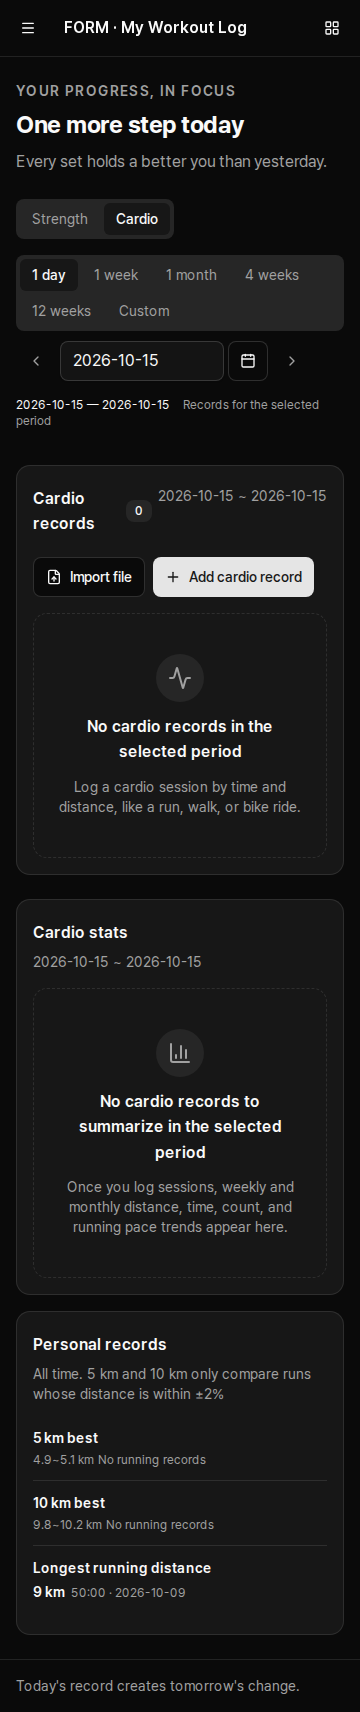 FORM · My Workout Log
YOUR PROGRESS, IN FOCUS
One more step today
Every set holds a better you than yesterday.
Strength Cardio
1 day 1 week 1 month 4 weeks
12 weeks Custom
2026-10-15
2026-10-15 — 2026-10-15 Records for the selected
period
Cardio
records
0
2026-10-15 ~ 2026-10-15
Import file
Add cardio record
No cardio records in the
selected period
Log a cardio session by time and
distance, like a run, walk, or bike ride.
Cardio stats
2026-10-15 ~ 2026-10-15
No cardio records to
summarize in the selected
period
Once you log sessions, weekly and
monthly distance, time, count, and
running pace trends appear here.
Personal records
All time. 5 km and 10 km only compare runs
whose distance is within ±2%
5 km best
4.9–5.1 km No running records
10 km best
9.8–10.2 km No running records
Longest running distance
9 km 50:00 · 2026-10-09
Today's record creates tomorrow's change.